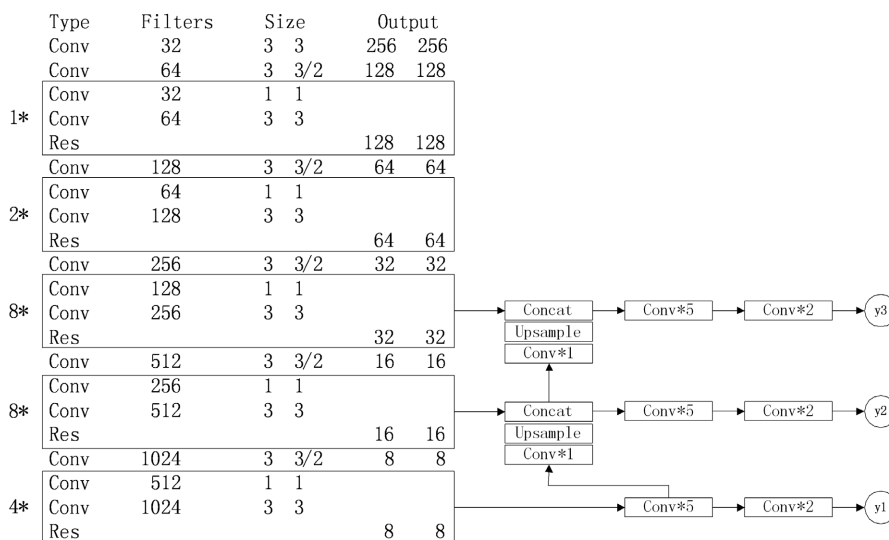 Type Filters Size Output
Conv 32 3 3 256 256
Conv 64 3 3/2 128 128
Conv 32 1 1
1* Conv 64 3 3
Res 128 128
Conv 128 3 3/2 64 64
Conv 64 1 1
2* Conv 128 3 3
Res 64 64
Conv 256 3 3/2 32 32
Conv 128 1 1
8* Conv 256 3 3 Concat Conv*5 Conv*2 y3
Upsample
Res 32 32
Conv*1
Conv 512 3 3/2 16 16
Conv 256 1 1
8* Conv 512 3 3 Concat Conv*5 Conv*2 y2
Res 16 16 Upsample
Conv 1024 3 3/2 8 8 Conv*1
Conv 512 1 1
4* Conv 1024 3 3 Conv*5 Conv*2 y1
Res 8 8